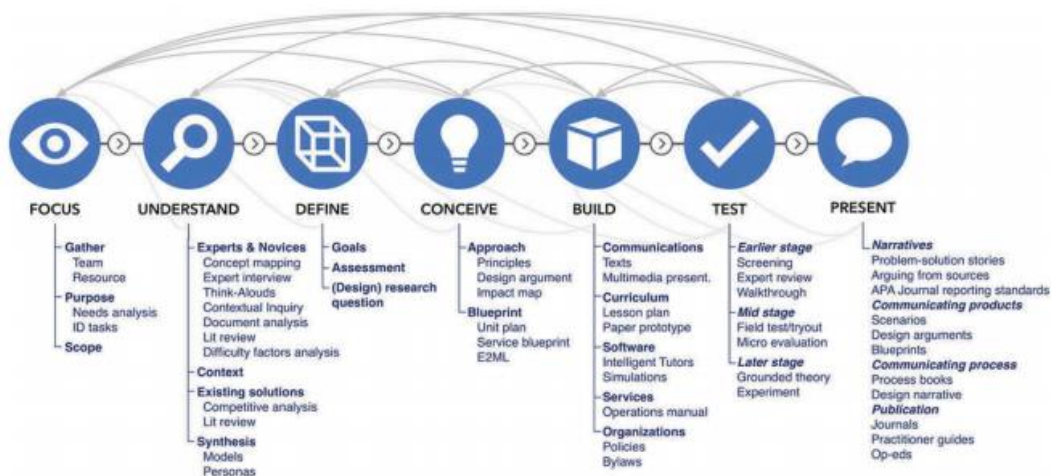 FOCUS
UNDERSTAND
DEFINE
CONCEIVE
BUILD
TEST
PRESENT
Gather
Team
Resource
Purpose
Needs analysis
ID tasks
Scope
Experts & Novices
Concept mapping
Expert interview
Think-Alouds
Contextual Inquiry
Document analysis
Lit review
Difficulty factors analysis
Context
Existing solutions
Competitive analysis
Lit review
Synthesis
Models
Personas
Goals
Assessment
(Design) research
question
Approach
Principles
Design argument
Impact map
Blueprint
Unit plan
Service blueprint
E2ML
Communications
Texts
Multimedia present.
Curriculum
Lesson plan
Paper prototype
Software
Intelligent Tutors
Simulations
Services
Operations manual
Organizations
Policies
Bylaws
Earlier stage
Screening
Expert review
Walkthrough
Mid stage
Field test/tryout
Micro evaluation
Later stage
Grounded theory
Experiment
Narratives
Problem-solution stories
Arguing from sources
APA Journal reporting standards
Communicating products
Scenarios
Design arguments
Blueprints
Communicating process
Process books
Design narrative
Publication
Journals
Practitioner guides
Op-eds